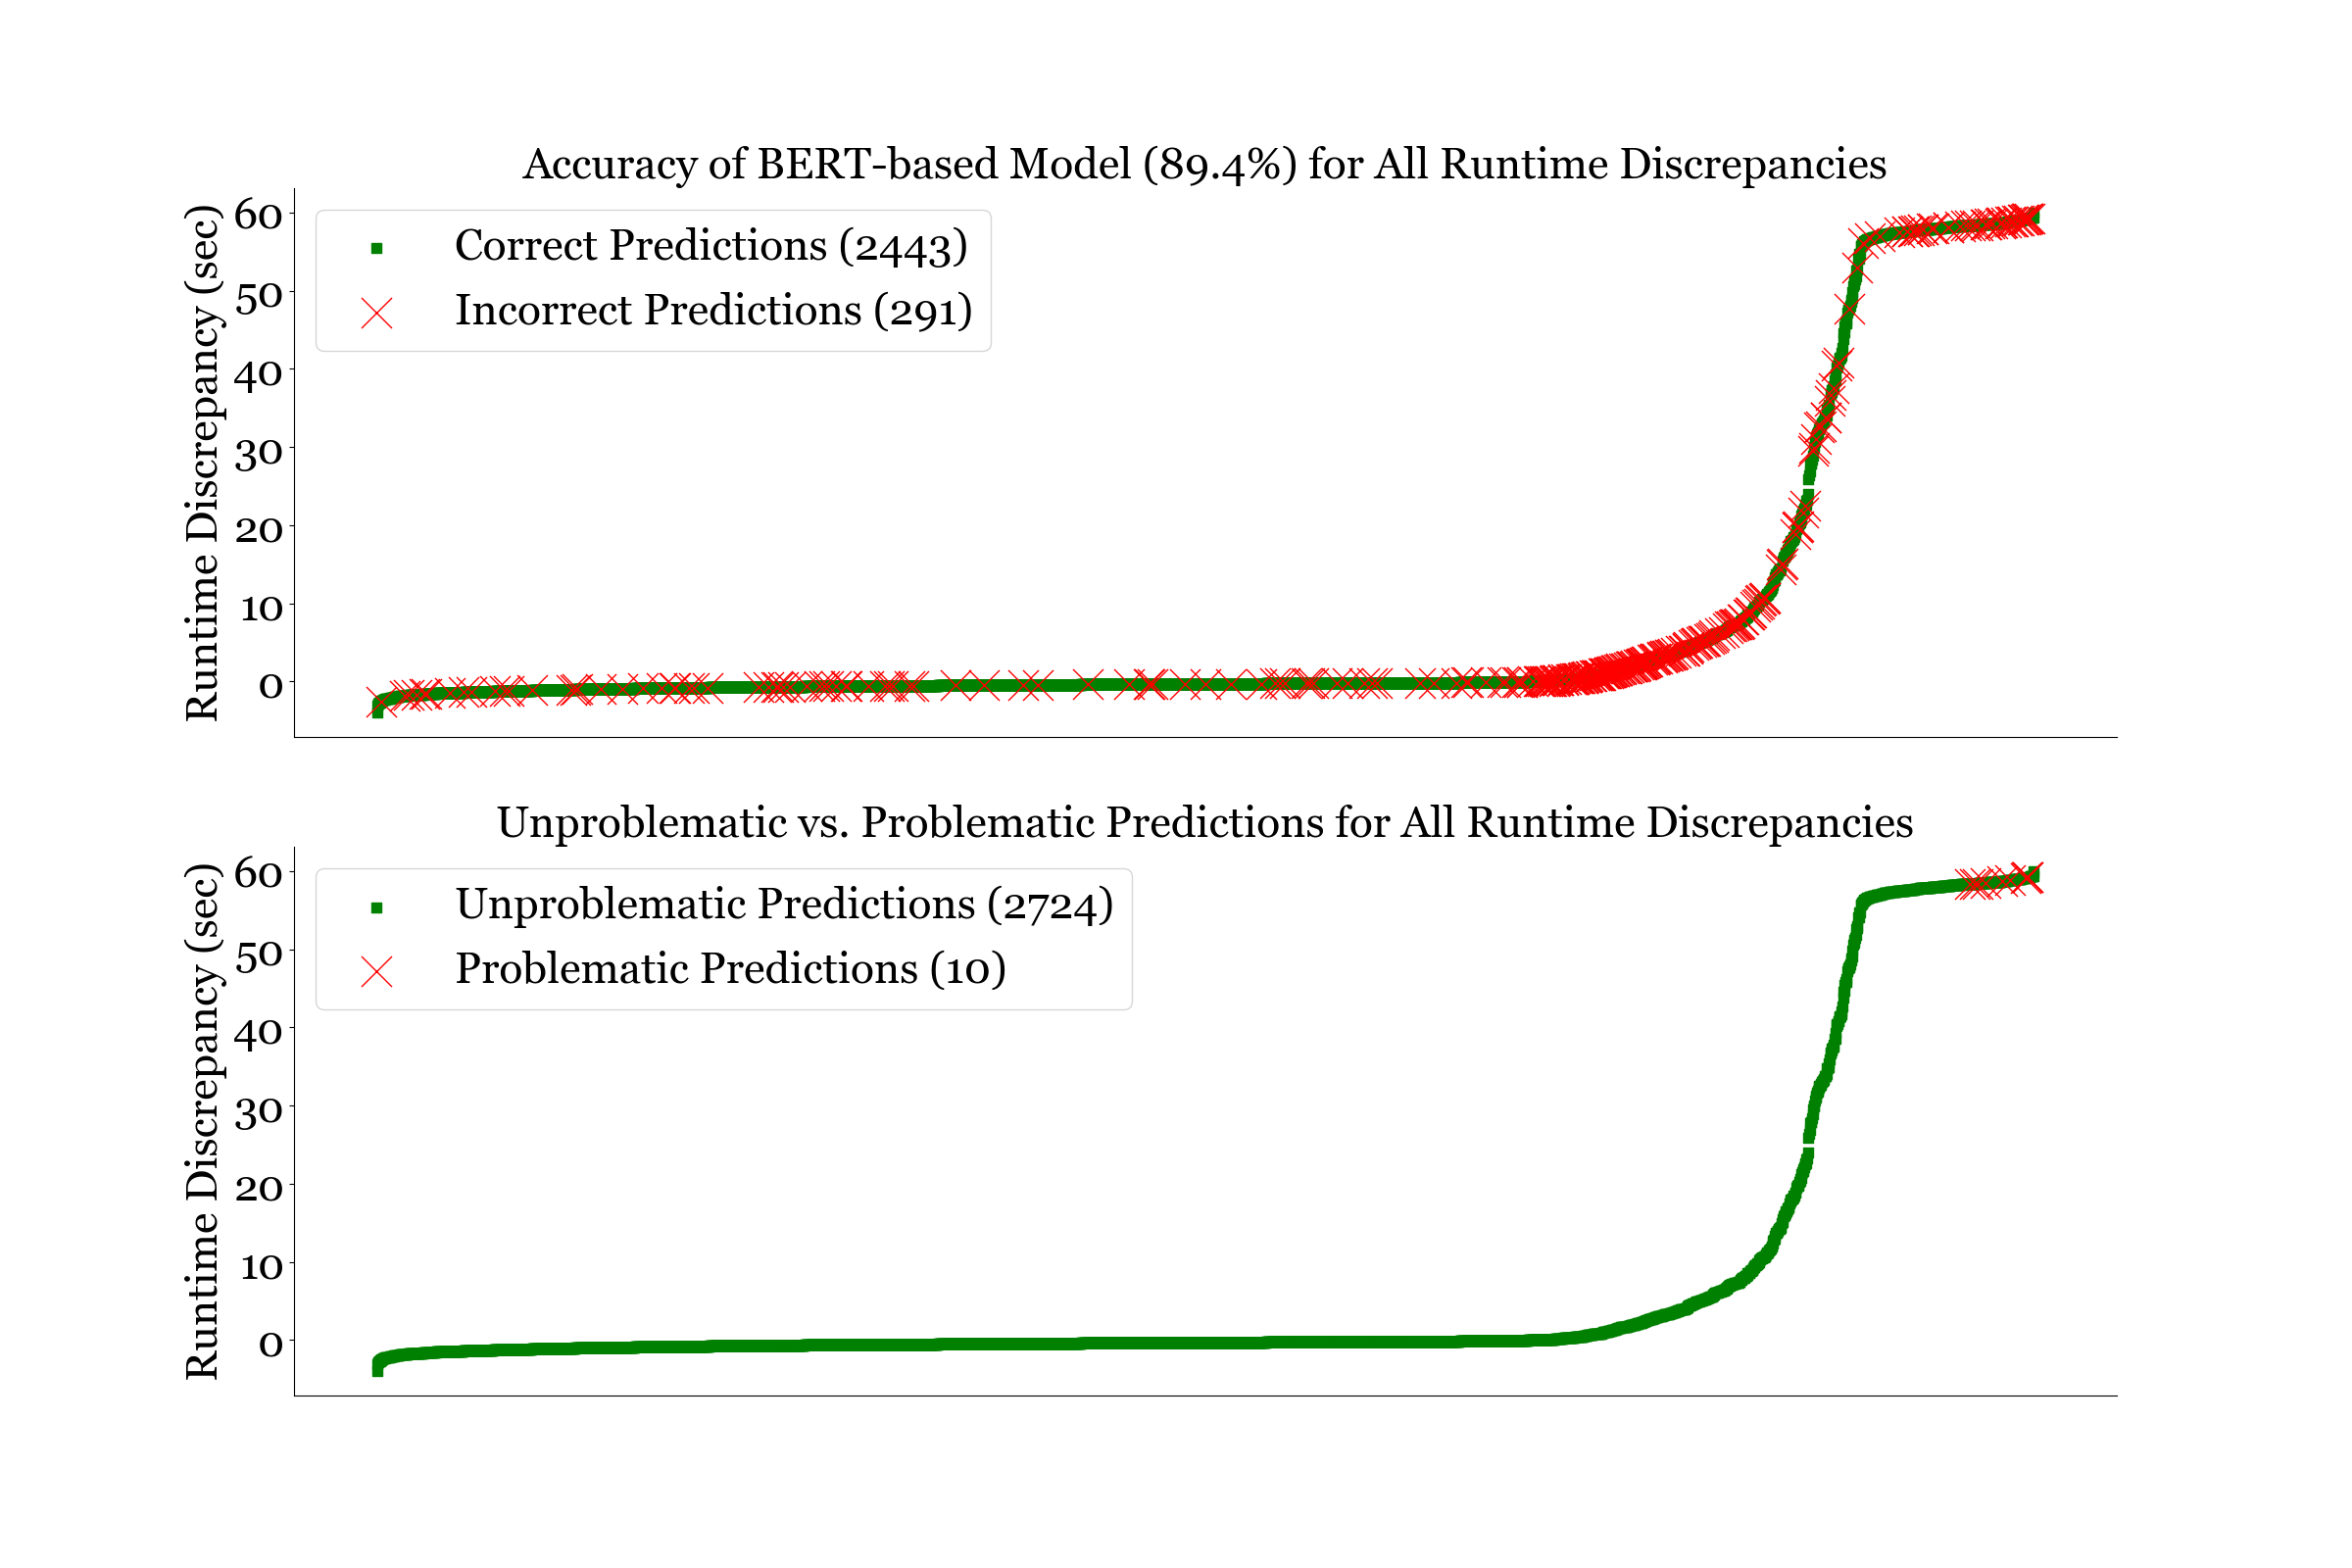 Accuracy of BERT-based Model (89.4%) for All Runtime Discrepancies
Runtime Discrepancy (sec)
60
50
40
30
20
10
0
Correct Predictions (2443)
Incorrect Predictions (291)
Unproblematic vs. Problematic Predictions for All Runtime Discrepancies
Runtime Discrepancy (sec)
60
50
40
30
20
10
0
Unproblematic Predictions (2724)
Problematic Predictions (10)